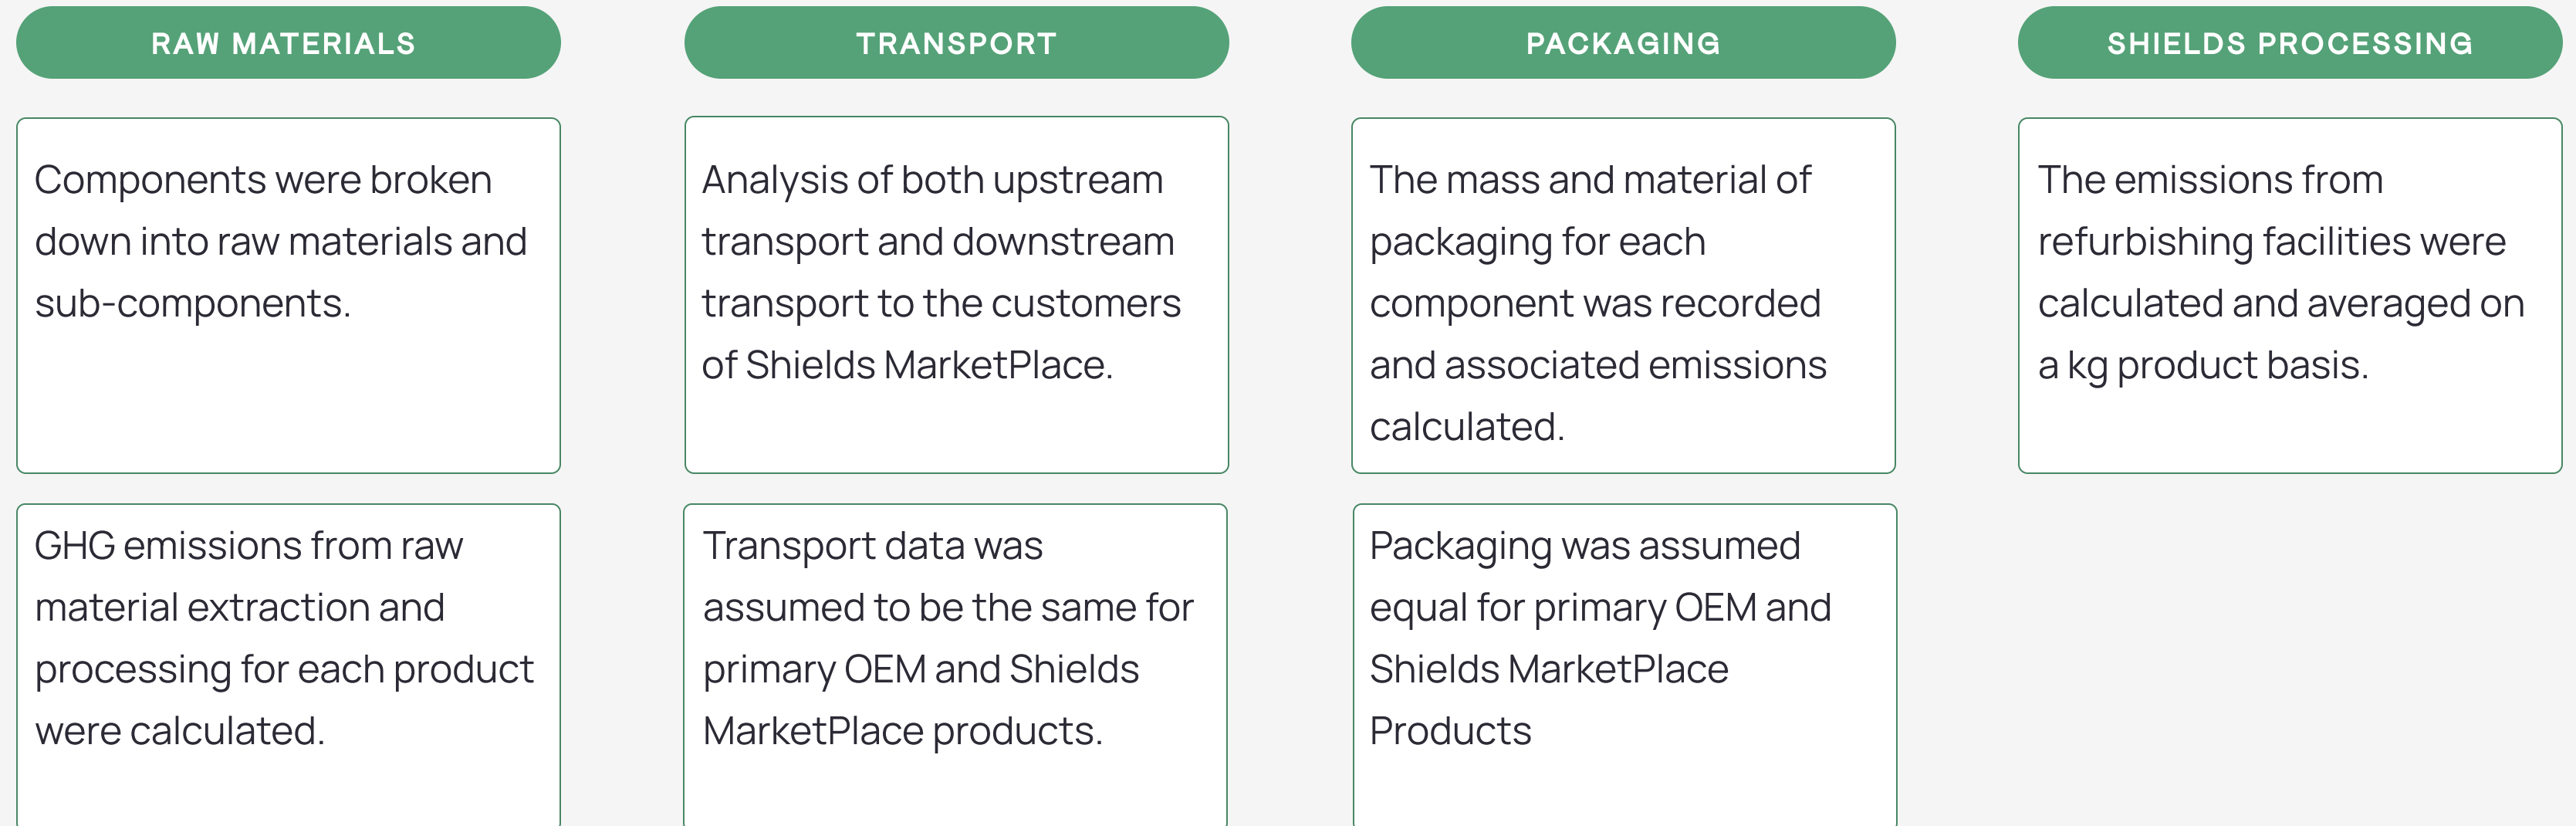 RAW MATERIALS
Components were broken
down into raw materials and
sub-components.
GHG emissions from raw
material extraction and
processing for each product
were calculated.
TRANSPORT
Analysis of both upstream
transport and downstream
transport to the customers
of Shields MarketPlace.
Transport data was
assumed to be the same for
primary OEM and Shields
MarketPlace products.
PACKAGING
The mass and material of
packaging for each
component was recorded
and associated emissions
calculated.
Packaging was assumed
equal for primary OEM and
Shields MarketPlace
Products
SHIELDS PROCESSING
The emissions from
refurbishing facilities were
calculated and averaged on
a kg product basis.